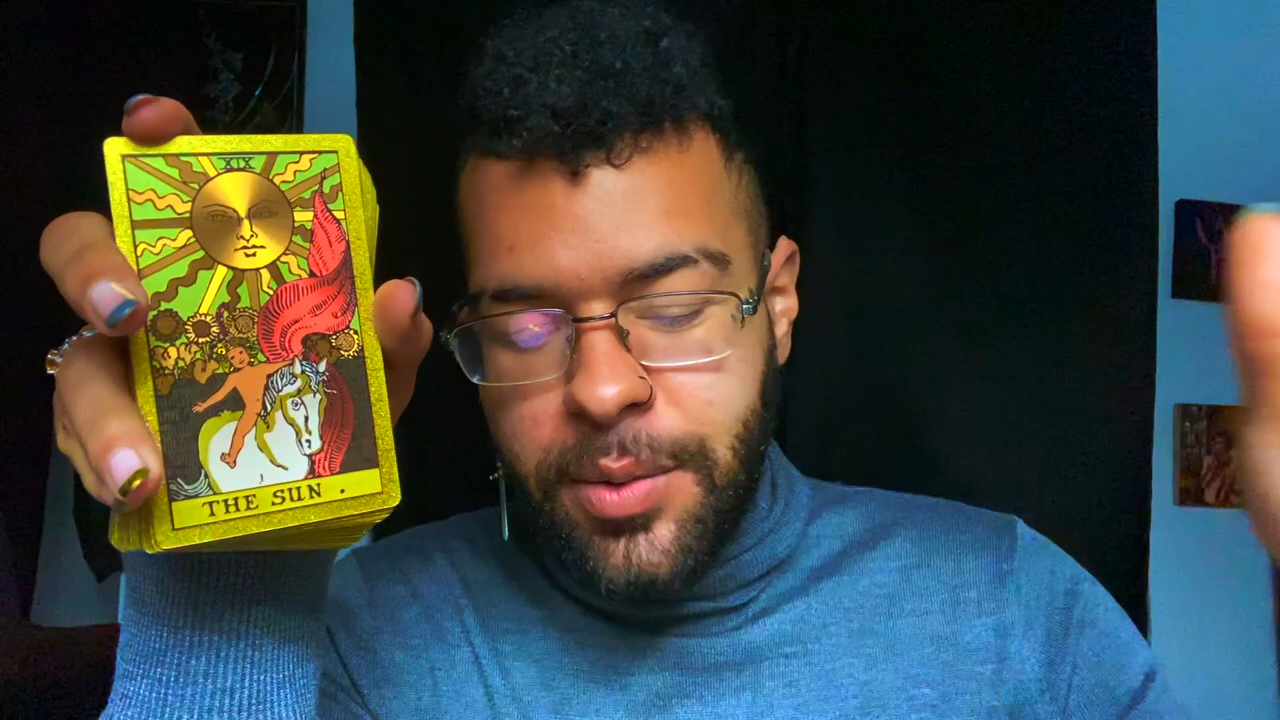 XIX
THE SUN .